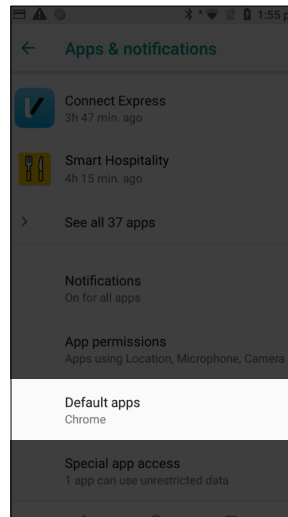 1:55 p
Apps & notifications
Connect Express
3h 47 min. ago
Smart Hospitality
4h 15 min. ago
See all 37 apps
Notifications
On for all apps
App permissions
Apps using Location, Microphone, Camera
Default apps
Chrome
Special app access
1 app can use unrestricted data